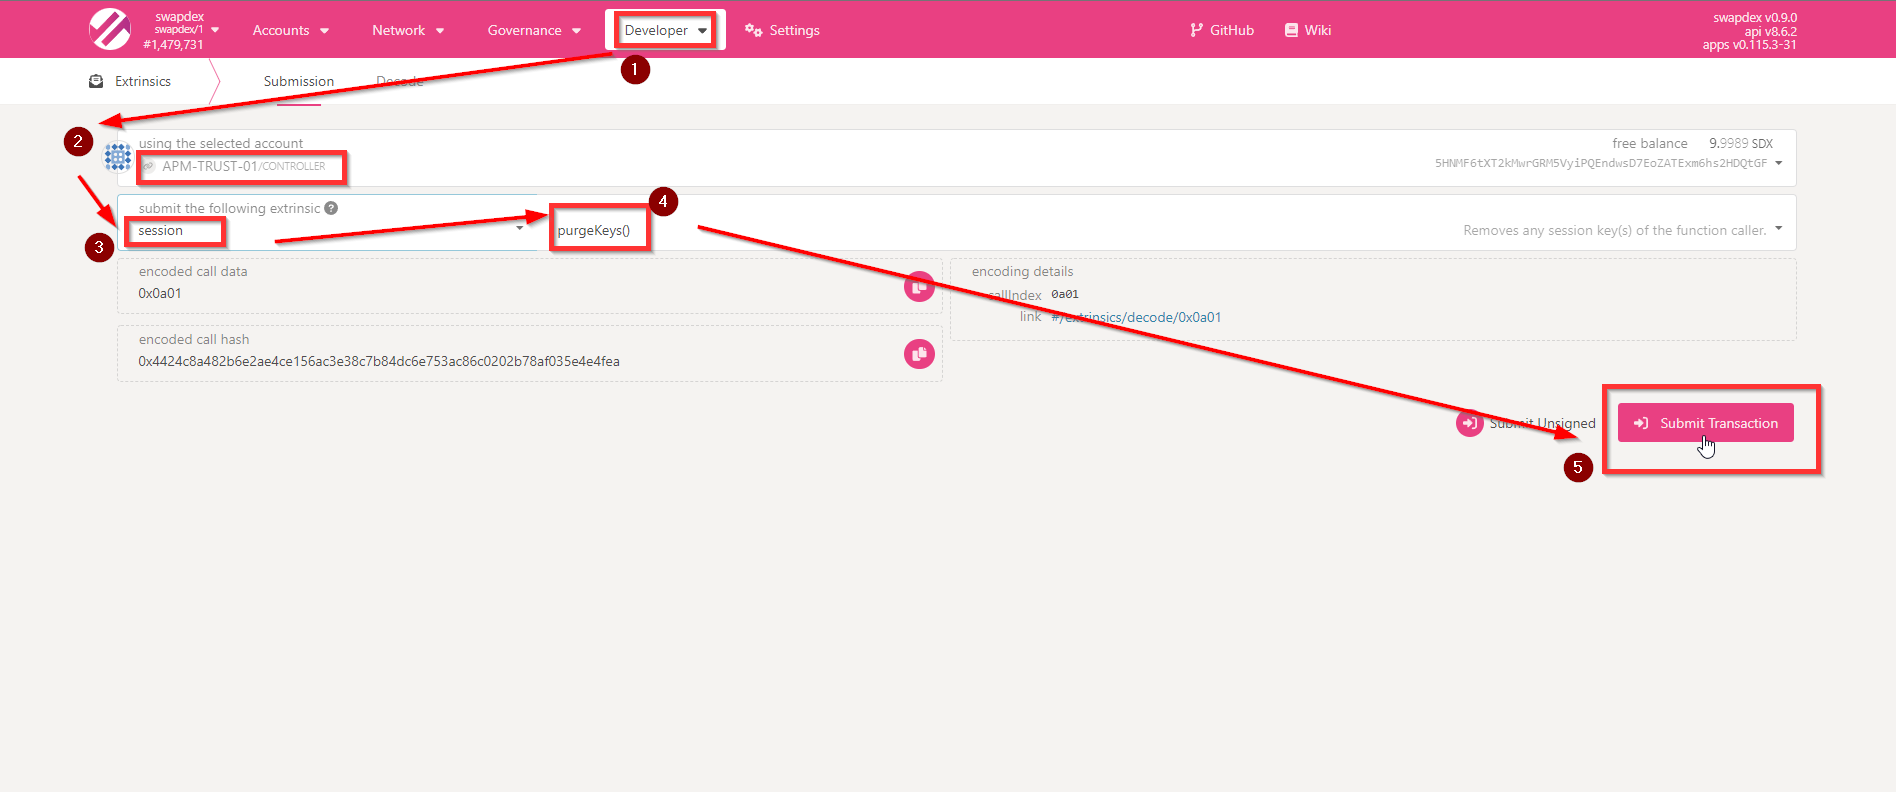 swapdex
swapdex/1
#1,479,731
Accounts
Network
Governance
Developer
Settings
GitHub
Wiki
swapdex v0.9.0
api v8.6.2
apps v0.115.3-31
1
Extrinsics
Submission
Decode
2
using the selected account
APM-TRUST-01/CONTROLLER
free balance 9.9989 SDX
5HNMF6tXT2kMwrGRM5VyiPQEndwsD7EoZATExm6hs2HDQtGF
4
submit the following extrinsic ?
session
purgeKeys()
Removes any session key(s) of the function caller.
3
encoded call data
0x0a01
encoding details
callIndex 0a01
link #/extrinsics/decode/0x0a01
encoded call hash
0x4424c8a482b6e2ae4ce156ac3e38c7b84dc6e753ac86c0202b78af035e4e4fea
Submit Unsigned
Submit Transaction
5